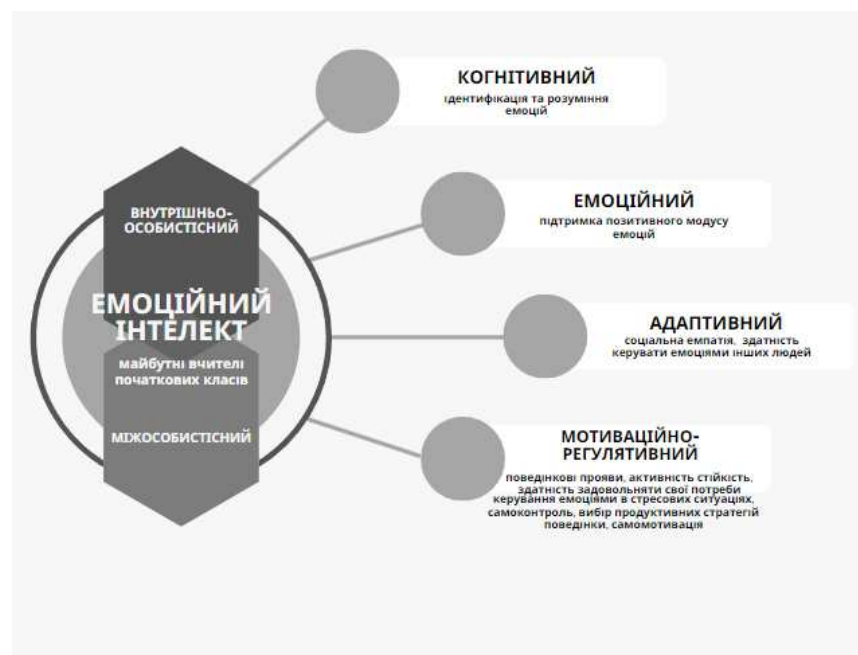 КОГНІТИВНИЙ
ідентифікація та розуміння
емоцій
ВНУТРІШНЬО-
ОСОБИСТІСНИЙ
ЕМОЦІЙНИЙ
підтримка позитивного модусу
емоцій
ЕМОЦІЙНИЙ
ІНТЕЛЕКТ
майбутні вчителі
початкових класів
АДАПТИВНИЙ
соціальна емпатія, здатність
керувати емоціями інших людей
МІЖОСОБИСТІСНИЙ
МОТИВАЦІЙНО-
РЕГУЛЯТИВНИЙ
поведінкові прояви, активність стійкість,
здатність задовольняти свої потреби
керування емоціями в стресових ситуаціях,
самоконтроль, вибір продуктивних стратегій
поведінки, самомотивація